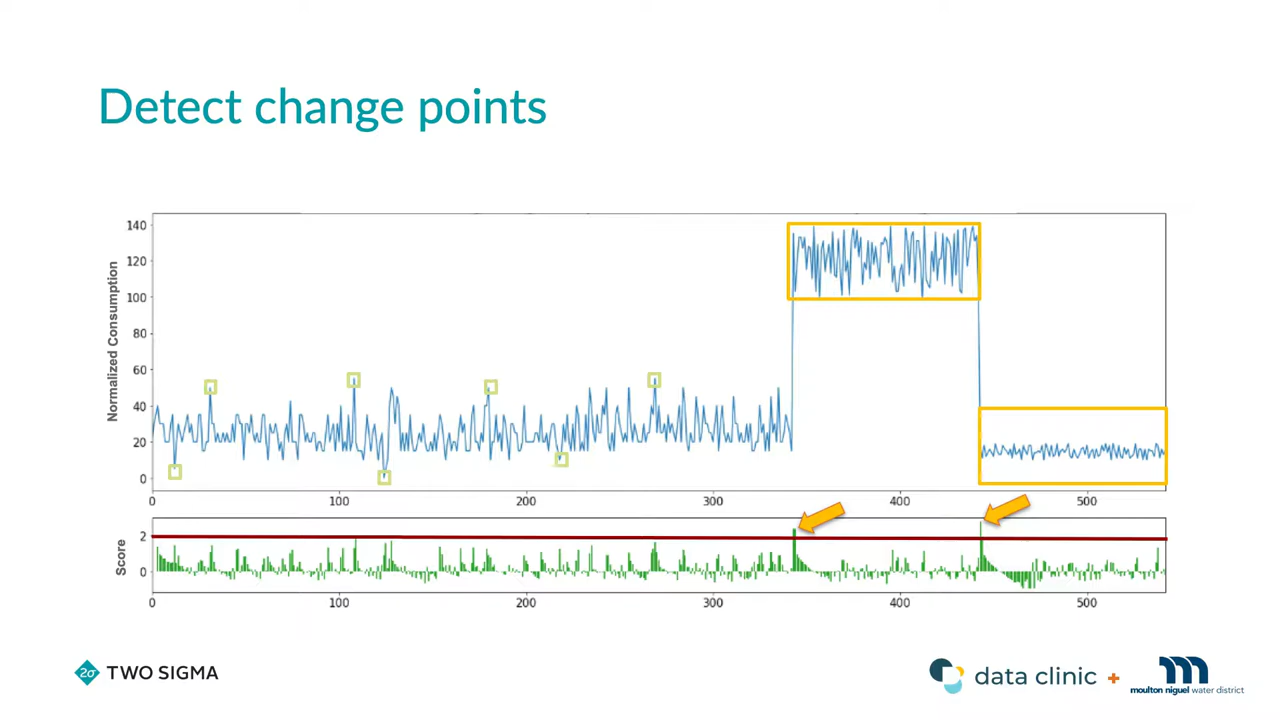 Detect change points
Normalized Consumption
140
120
100
80
60
40
20
0
0 100 200 300 400 500
Score
2
0
0 100 200 300 400 500
2σ TWO SIGMA
data clinic +
moulton niguel water district